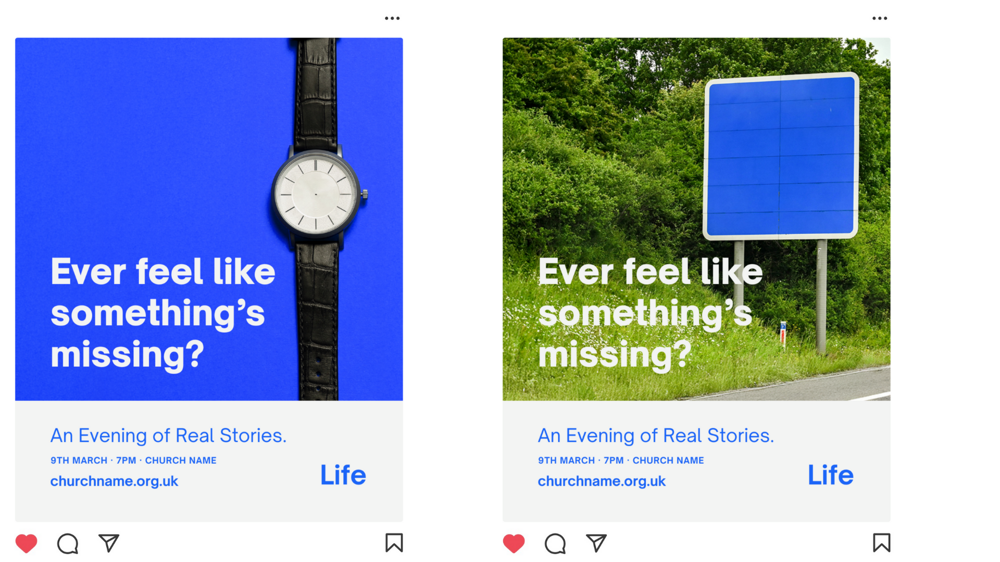 Ever feel like
something’s
missing?
An Evening of Real Stories.
9TH MARCH · 7PM · CHURCH NAME
churchname.org.uk
Life
Ever feel like
something’s
missing?
An Evening of Real Stories.
9TH MARCH · 7PM · CHURCH NAME
churchname.org.uk
Life